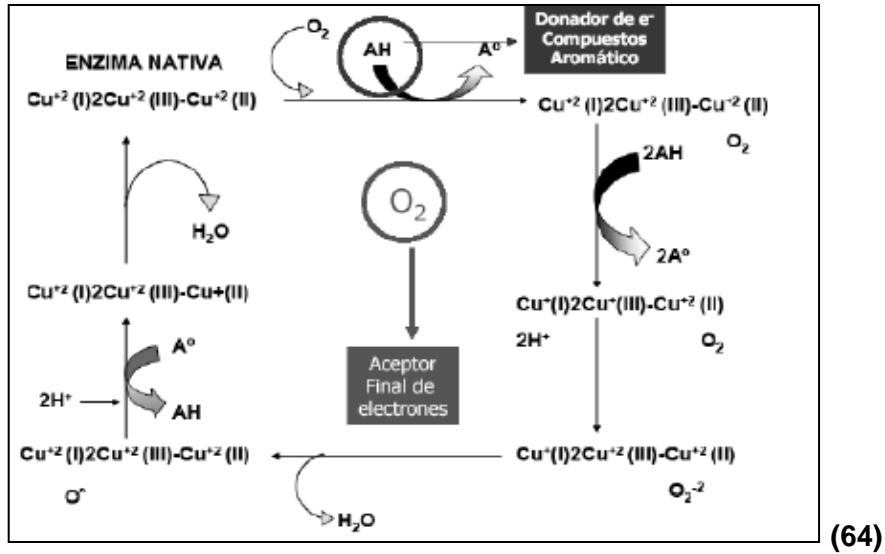 O₂
AH
Aº
Donador de e⁻
Compuestos
Aromático
ENZIMA NATIVA
Cu⁺² (I)2Cu⁺² (III)-Cu⁺² (II)
Cu⁺² (I)2Cu⁺² (III)-Cu⁺² (II)
O₂
2AH
2Aº
O₂
H₂O
Cu⁺² (I)2Cu⁺² (III)-Cu+(II)
Cu⁺(I)2Cu⁺(III)-Cu⁺² (II)
2H⁺
O₂
Aceptor
Final de
electrones
Aº
2H⁺
AH
Cu⁺² (I)2Cu⁺² (III)-Cu⁺² (II)
Cu⁺(I)2Cu⁺² (III)-Cu⁺² (II)
O₂⁻²
H₂O
(64)